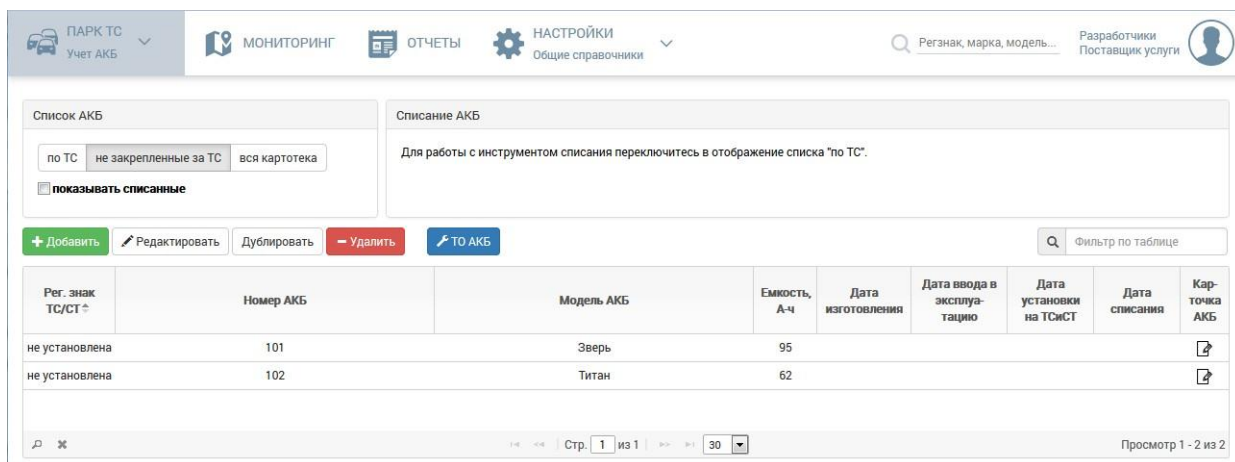 ПАРК ТС
Учет АКБ
МОНИТОРИНГ
ОТЧЕТЫ
НАСТРОЙКИ
Общие справочники
Регзнак, марка, модель...
Разработчики
Поставщик услуги
Список АКБ
по ТС не закрепленные за ТС вся картотека
показывать списанные
Списание АКБ
Для работы с инструментом списания переключитесь в отображение списка "по ТС".
Добавить Редактировать Дублировать Удалить ТО АКБ
Фильтр по таблице
Рег. знак
ТС/СТ
Номер АКБ
Модель АКБ
Емкость,
А-ч
Дата
изготовления
Дата ввода в
эксплуа-
тацию
Дата
установки
на ТСиСТ
Дата
списания
Кар-
точка
АКБ
не установлена 101 Зверь 95
не установлена 102 Титан 62
Стр. 1 из 1 30
Просмотр 1 - 2 из 2